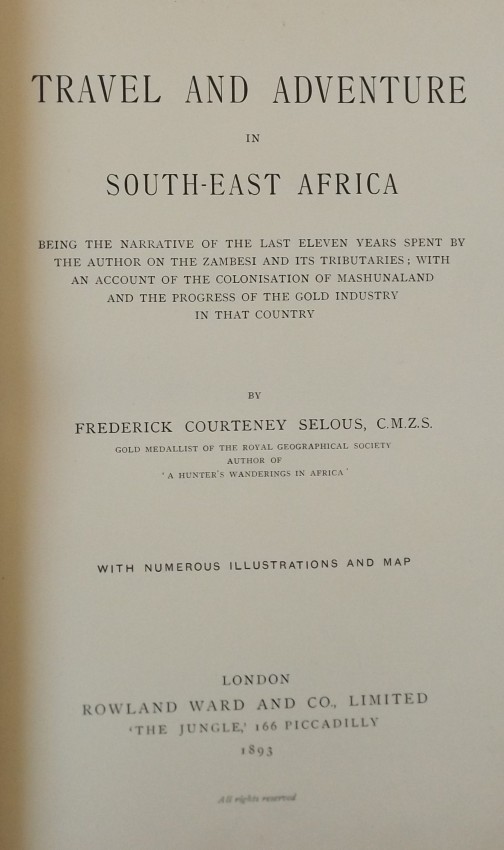 TRAVEL AND ADVENTURE
IN
SOUTH-EAST AFRICA
BEING THE NARRATIVE OF THE LAST ELEVEN YEARS SPENT BY
THE AUTHOR ON THE ZAMBESI AND ITS TRIBUTARIES; WITH
AN ACCOUNT OF THE COLONISATION OF MASHUNALAND
AND THE PROGRESS OF THE GOLD INDUSTRY
IN THAT COUNTRY
BY
FREDERICK COURTENEY SELOUS, C.M.Z.S.
GOLD MEDALLIST OF THE ROYAL GEOGRAPHICAL SOCIETY
AUTHOR OF
'A HUNTER'S WANDERINGS IN AFRICA'
WITH NUMEROUS ILLUSTRATIONS AND MAP
LONDON
ROWLAND WARD AND CO., LIMITED
'THE JUNGLE,' 166 PICCADILLY
1893
All rights reserved